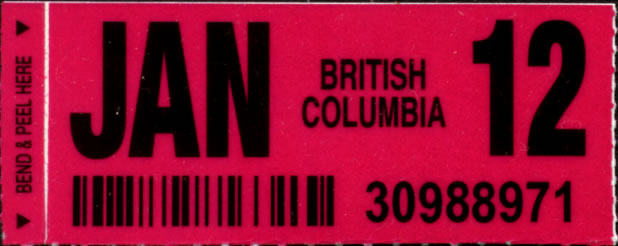 BEND & PEEL HERE
JAN
BRITISH
COLUMBIA
12
30988971